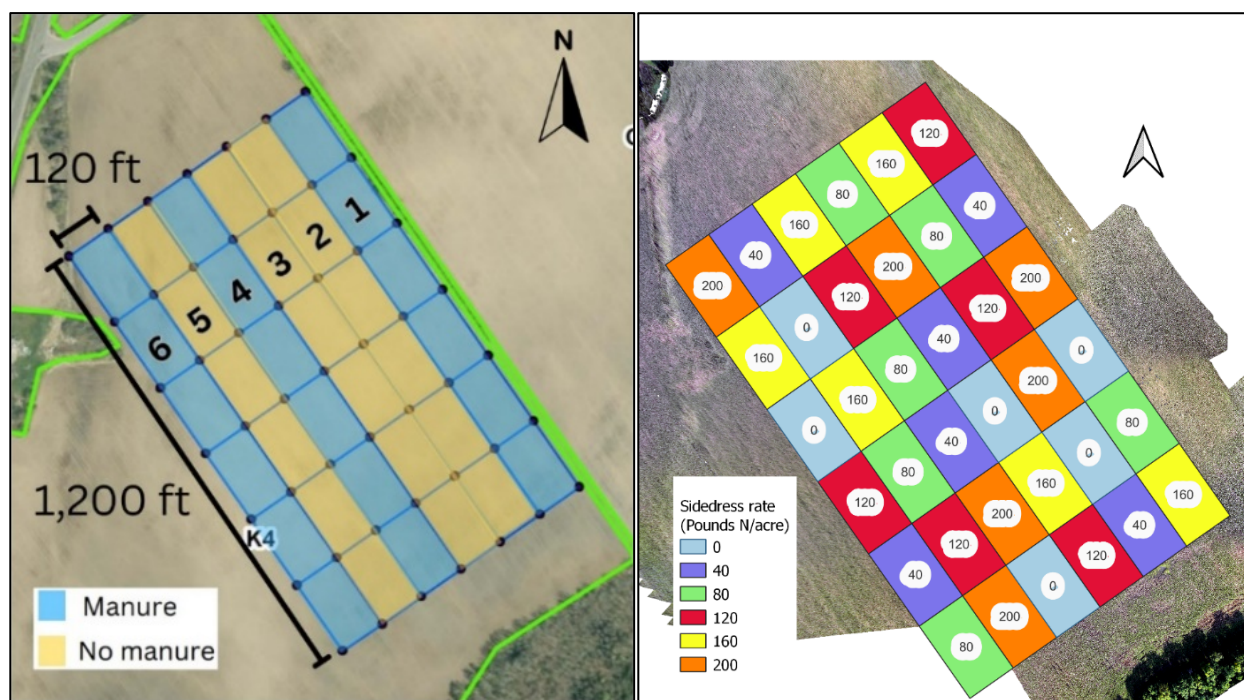 N
120 ft
1
2
3
4
5
6
1,200 ft
K4
Manure
No manure
200 40 160 80 160 120
160 0 120 200 80 40
0 160 80 40 120 200
120 80 40 0 200 0
40 120 200 160 0 80
80 200 0 120 40 160
Sidedress rate
(Pounds N/acre)
0
40
80
120
160
200